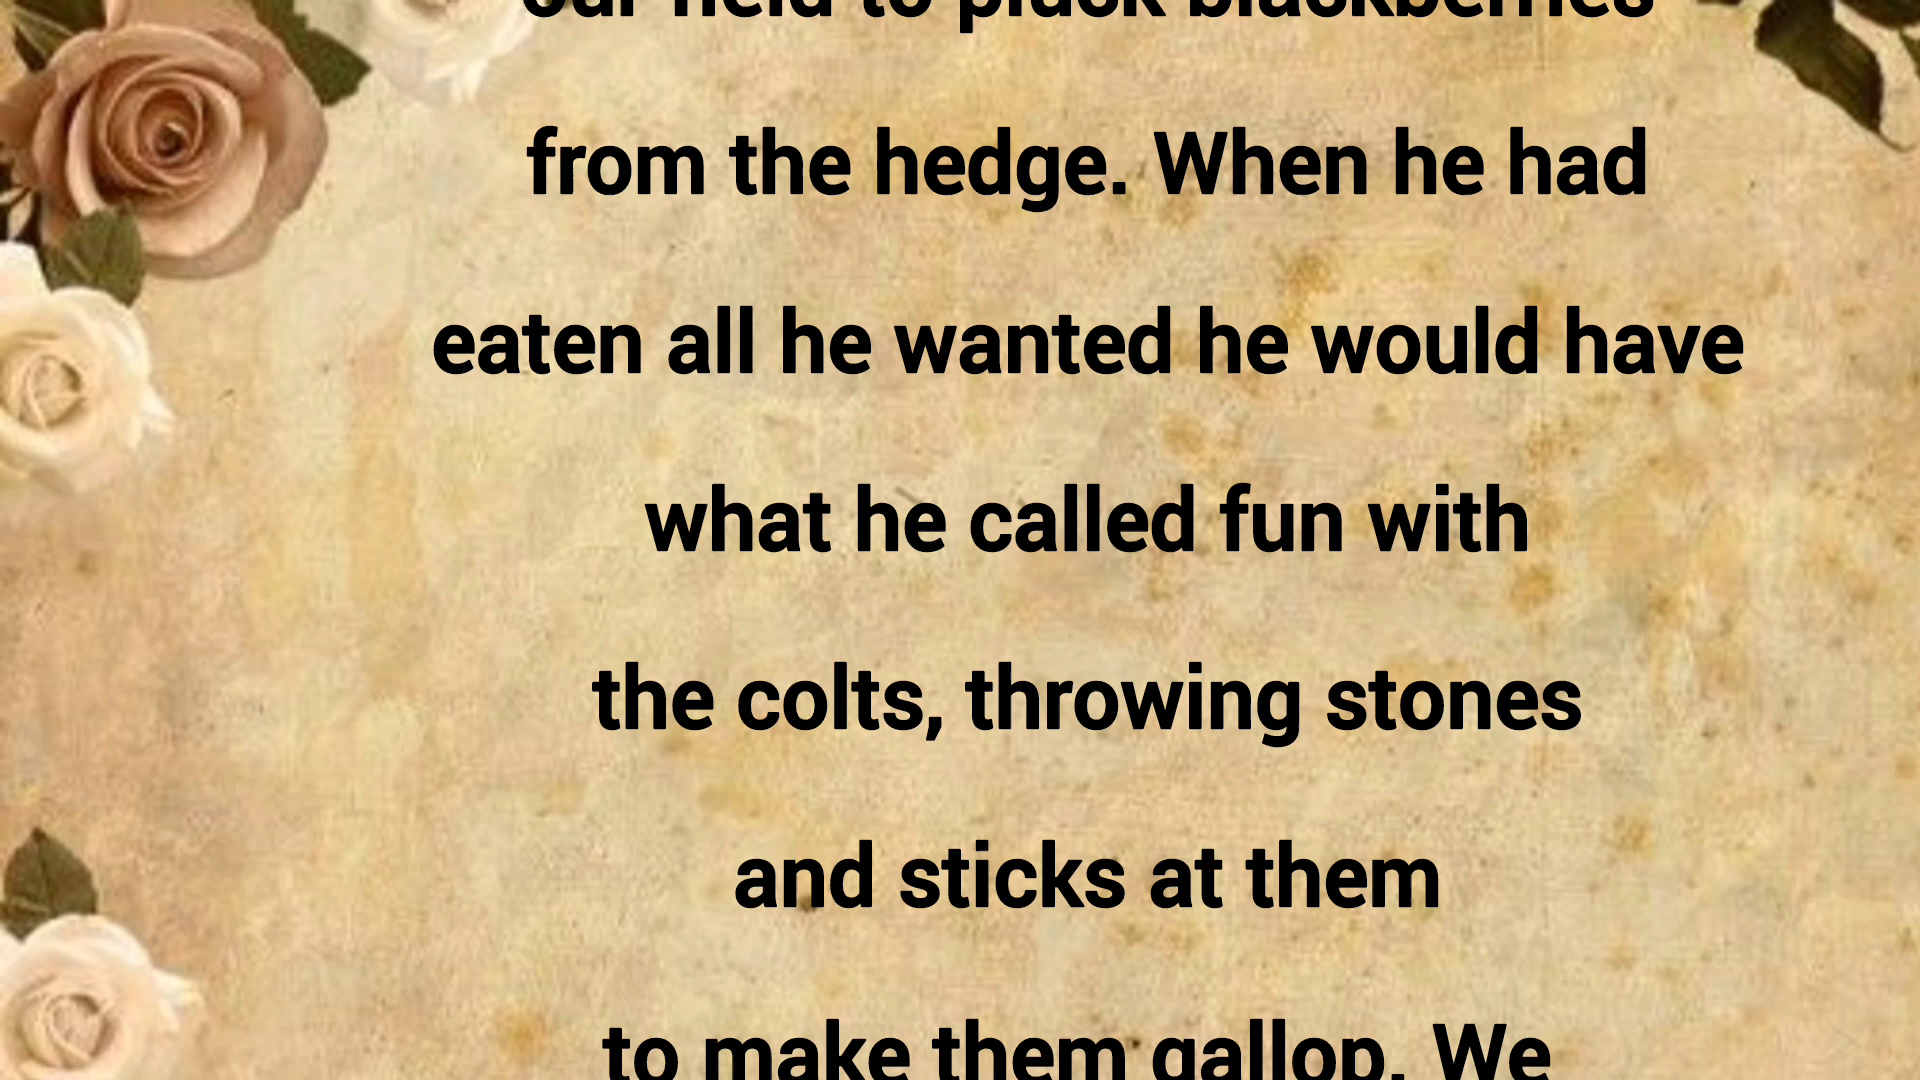 our field to pluck blackberries
from the hedge. When he had
eaten all he wanted he would have
what he called fun with
the colts, throwing stones
and sticks at them
to make them gallop. We